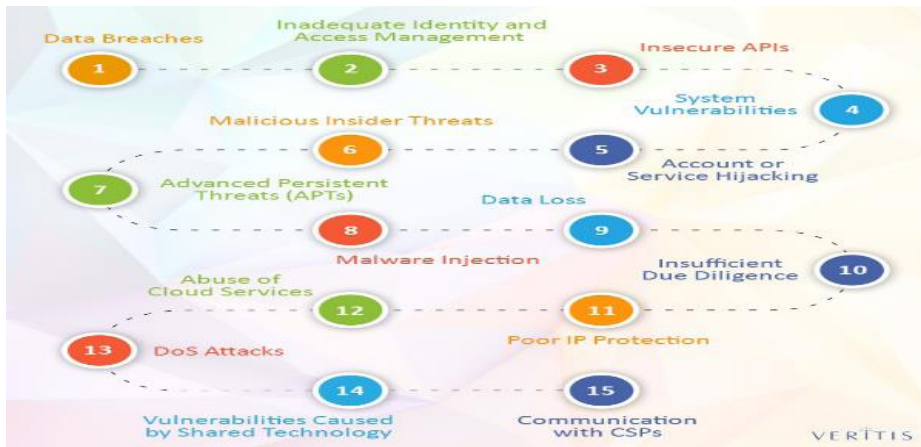 Data Breaches
1
Inadequate Identity and
Access Management
2
Insecure APIs
3
System
Vulnerabilities
4
Account or
Service Hijacking
5
Malicious Insider Threats
6
Advanced Persistent
Threats (APTs)
7
Malware Injection
8
Data Loss
9
Insufficient
Due Diligence
10
Poor IP Protection
11
Abuse of
Cloud Services
12
DoS Attacks
13
Vulnerabilities Caused
by Shared Technology
14
Communication
with CSPs
15
VERITIS